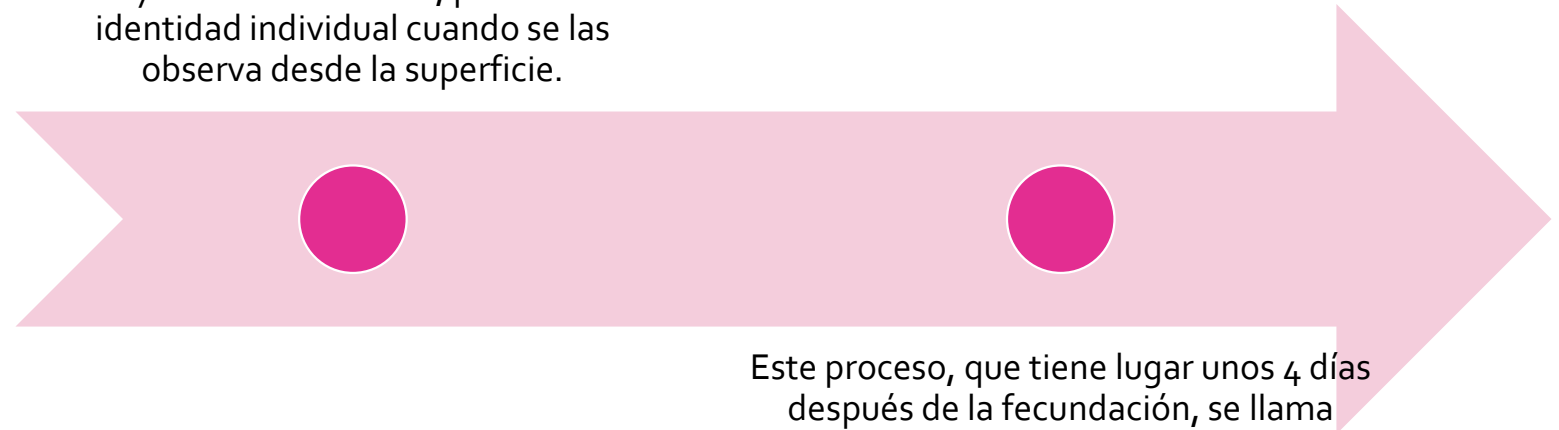 identidad individual cuando se las
observa desde la superficie.
Este proceso, que tiene lugar unos 4 días
después de la fecundación, se llama